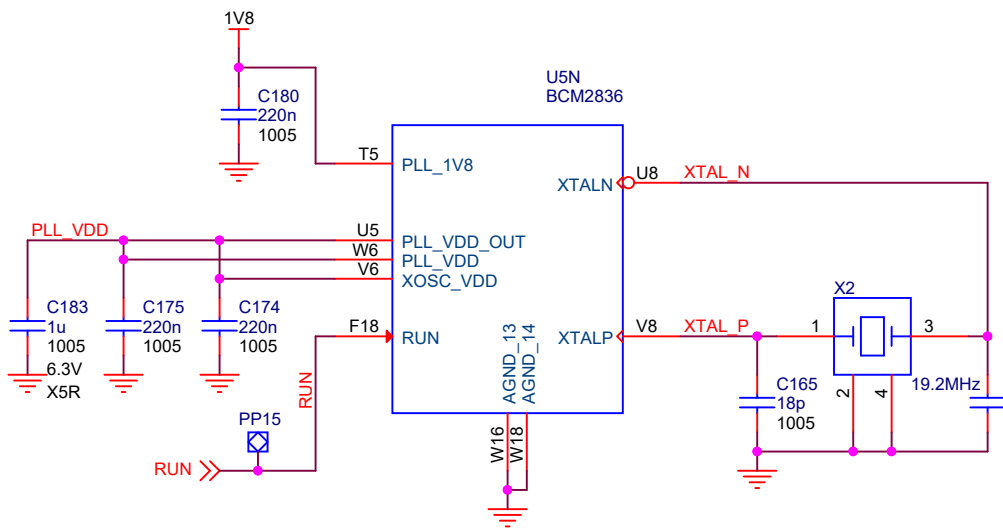 1V8
U5N
BCM2836
C180
220n
1005
T5
PLL_1V8
XTALN
U8
XTAL_N
PLL_VDD
U5
PLL_VDD_OUT
W6
PLL_VDD
V6
XOSC_VDD
C183
1u
1005
6.3V
X5R
C175
220n
1005
C174
220n
1005
F18
RUN
AGND_13
AGND_14
XTALP
V8
XTAL_P
X2
1
3
2
4
19.2MHz
C165
18p
1005
RUN
PP15
W16
W18
RUN